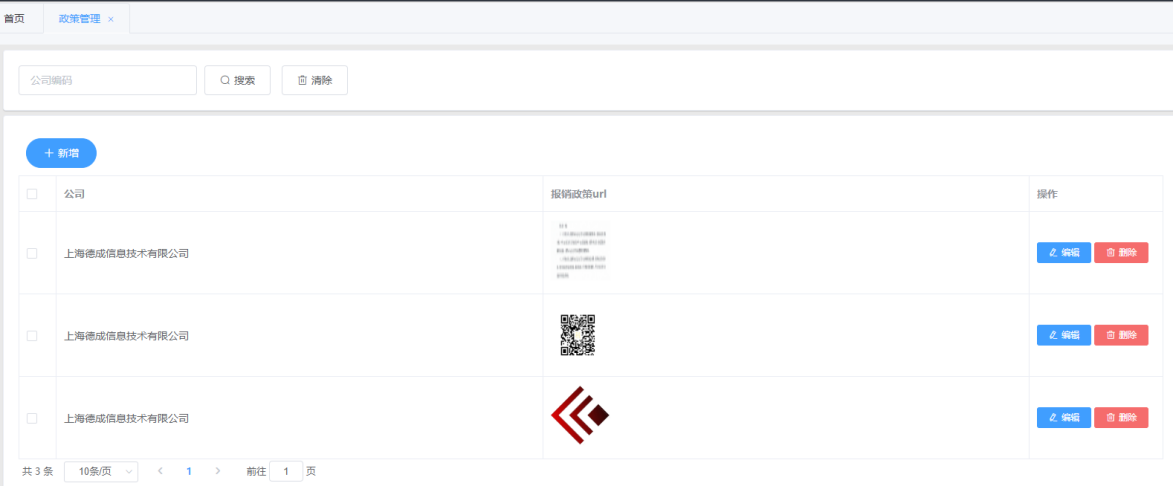 首页
政策管理 ×
公司编码
搜索
清除
+ 新增
公司
报销政策url
操作
上海德成信息技术有限公司
编辑
删除
上海德成信息技术有限公司
编辑
删除
上海德成信息技术有限公司
编辑
删除
共 3 条
10条/页
1
前往
1
页